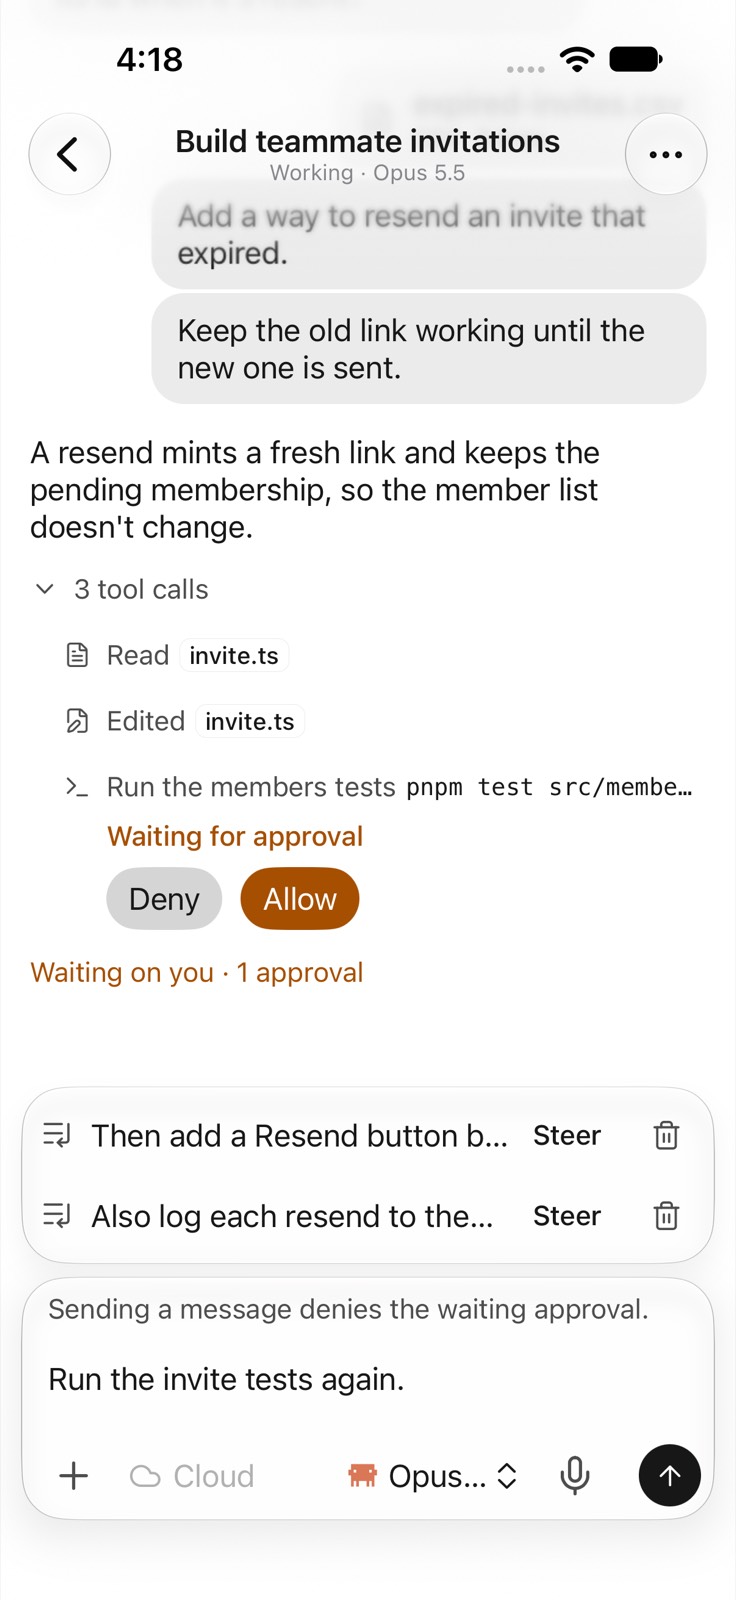 4:18
Build teammate invitations
Working · Opus 5.5
Add a way to resend an invite that
expired.
Keep the old link working until the
new one is sent.
A resend mints a fresh link and keeps the
pending membership, so the member list
doesn't change.
3 tool calls
Read invite.ts
Edited invite.ts
Run the members tests pnpm test src/membe…
Waiting for approval
Deny Allow
Waiting on you · 1 approval
Then add a Resend button b... Steer
Also log each resend to the... Steer
Sending a message denies the waiting approval.
Run the invite tests again.
Cloud Opus...